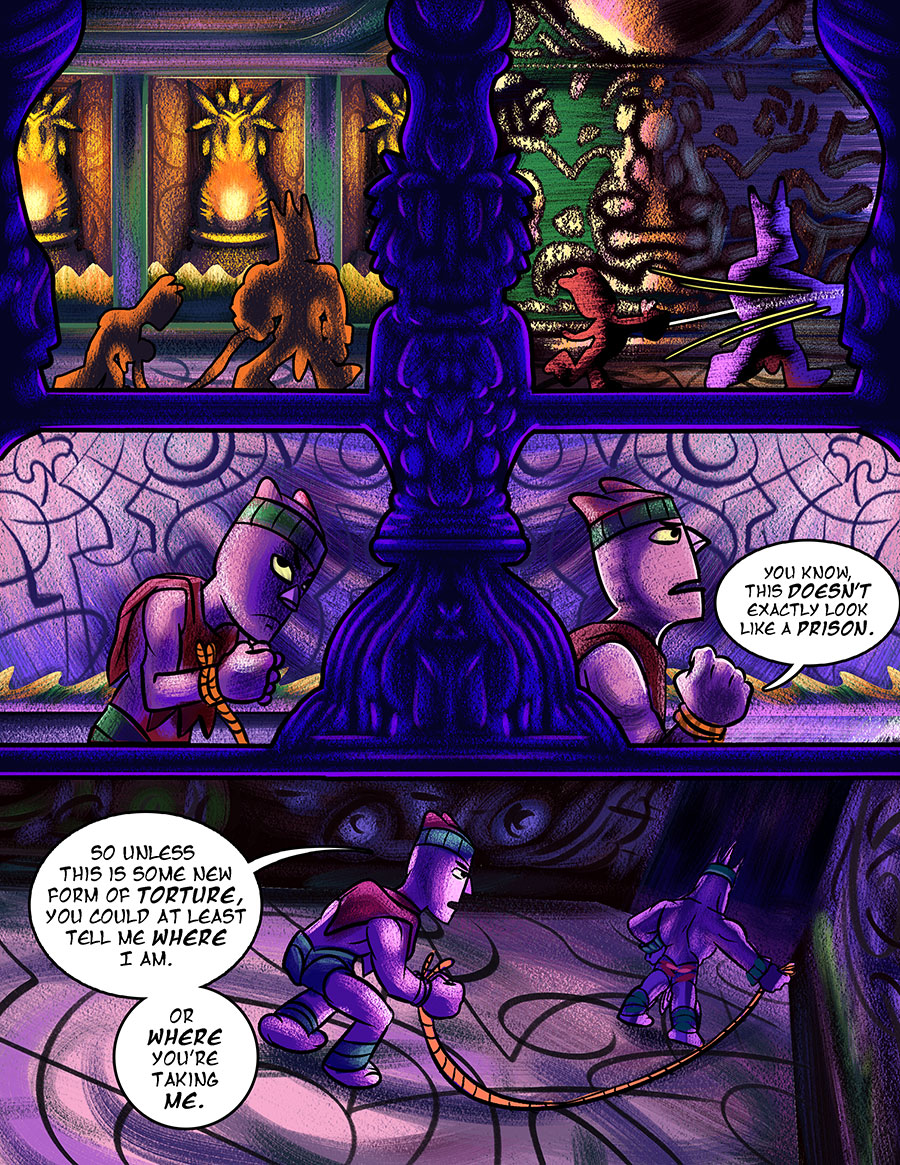 YOU KNOW,
THIS DOESN'T
EXACTLY LOOK
LIKE A PRISON.
SO UNLESS
THIS IS SOME NEW
FORM OF TORTURE,
YOU COULD AT LEAST
TELL ME WHERE
I AM.
OR
WHERE
YOU'RE
TAKING
ME.